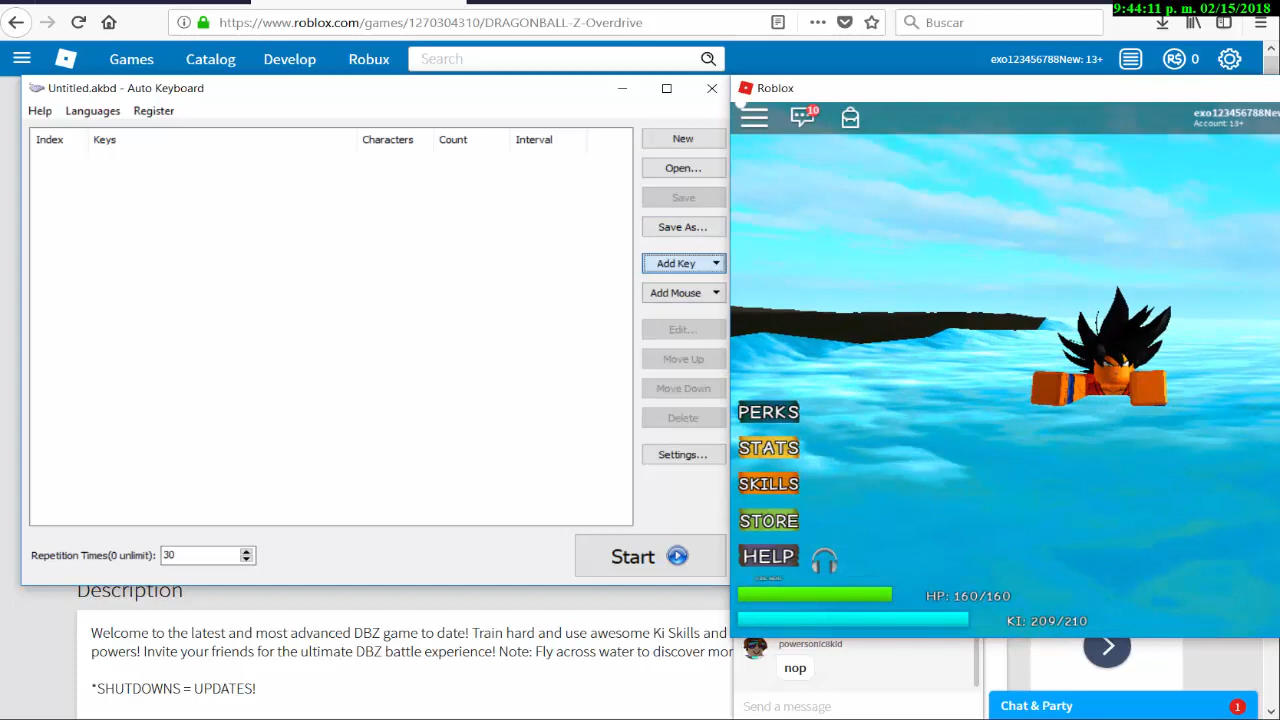 9:44:11 p. m. 02/15/2018
https://www.roblox.com/games/1270304310/DRAGONBALL-Z-Overdrive
Buscar
Games
Catalog
Develop
Robux
Search
exo123456788New: 13+
0
Untitled.akbd - Auto Keyboard
Help
Languages
Register
Index
Keys
Characters
Count
Interval
New
Open...
Save
Save As...
Add Key
Add Mouse
Edit...
Move Up
Move Down
Delete
Settings...
Repetition Times(0 unlimit):
30
Start
Roblox
10
exo123456788New
Account: 13+
PERKS
STATS
SKILLS
STORE
HELP
HP: 160/160
KI: 209/210
Description
Welcome to the latest and most advanced DBZ game to date! Train hard and use awesome Ki Skills and
power! Invite your friends for the ultimate DBZ battle experience! Note: Fly across water to discover mor
*SHUTDOWNS = UPDATES!
powersonic8kid
nop
Send a message
Chat & Party
1